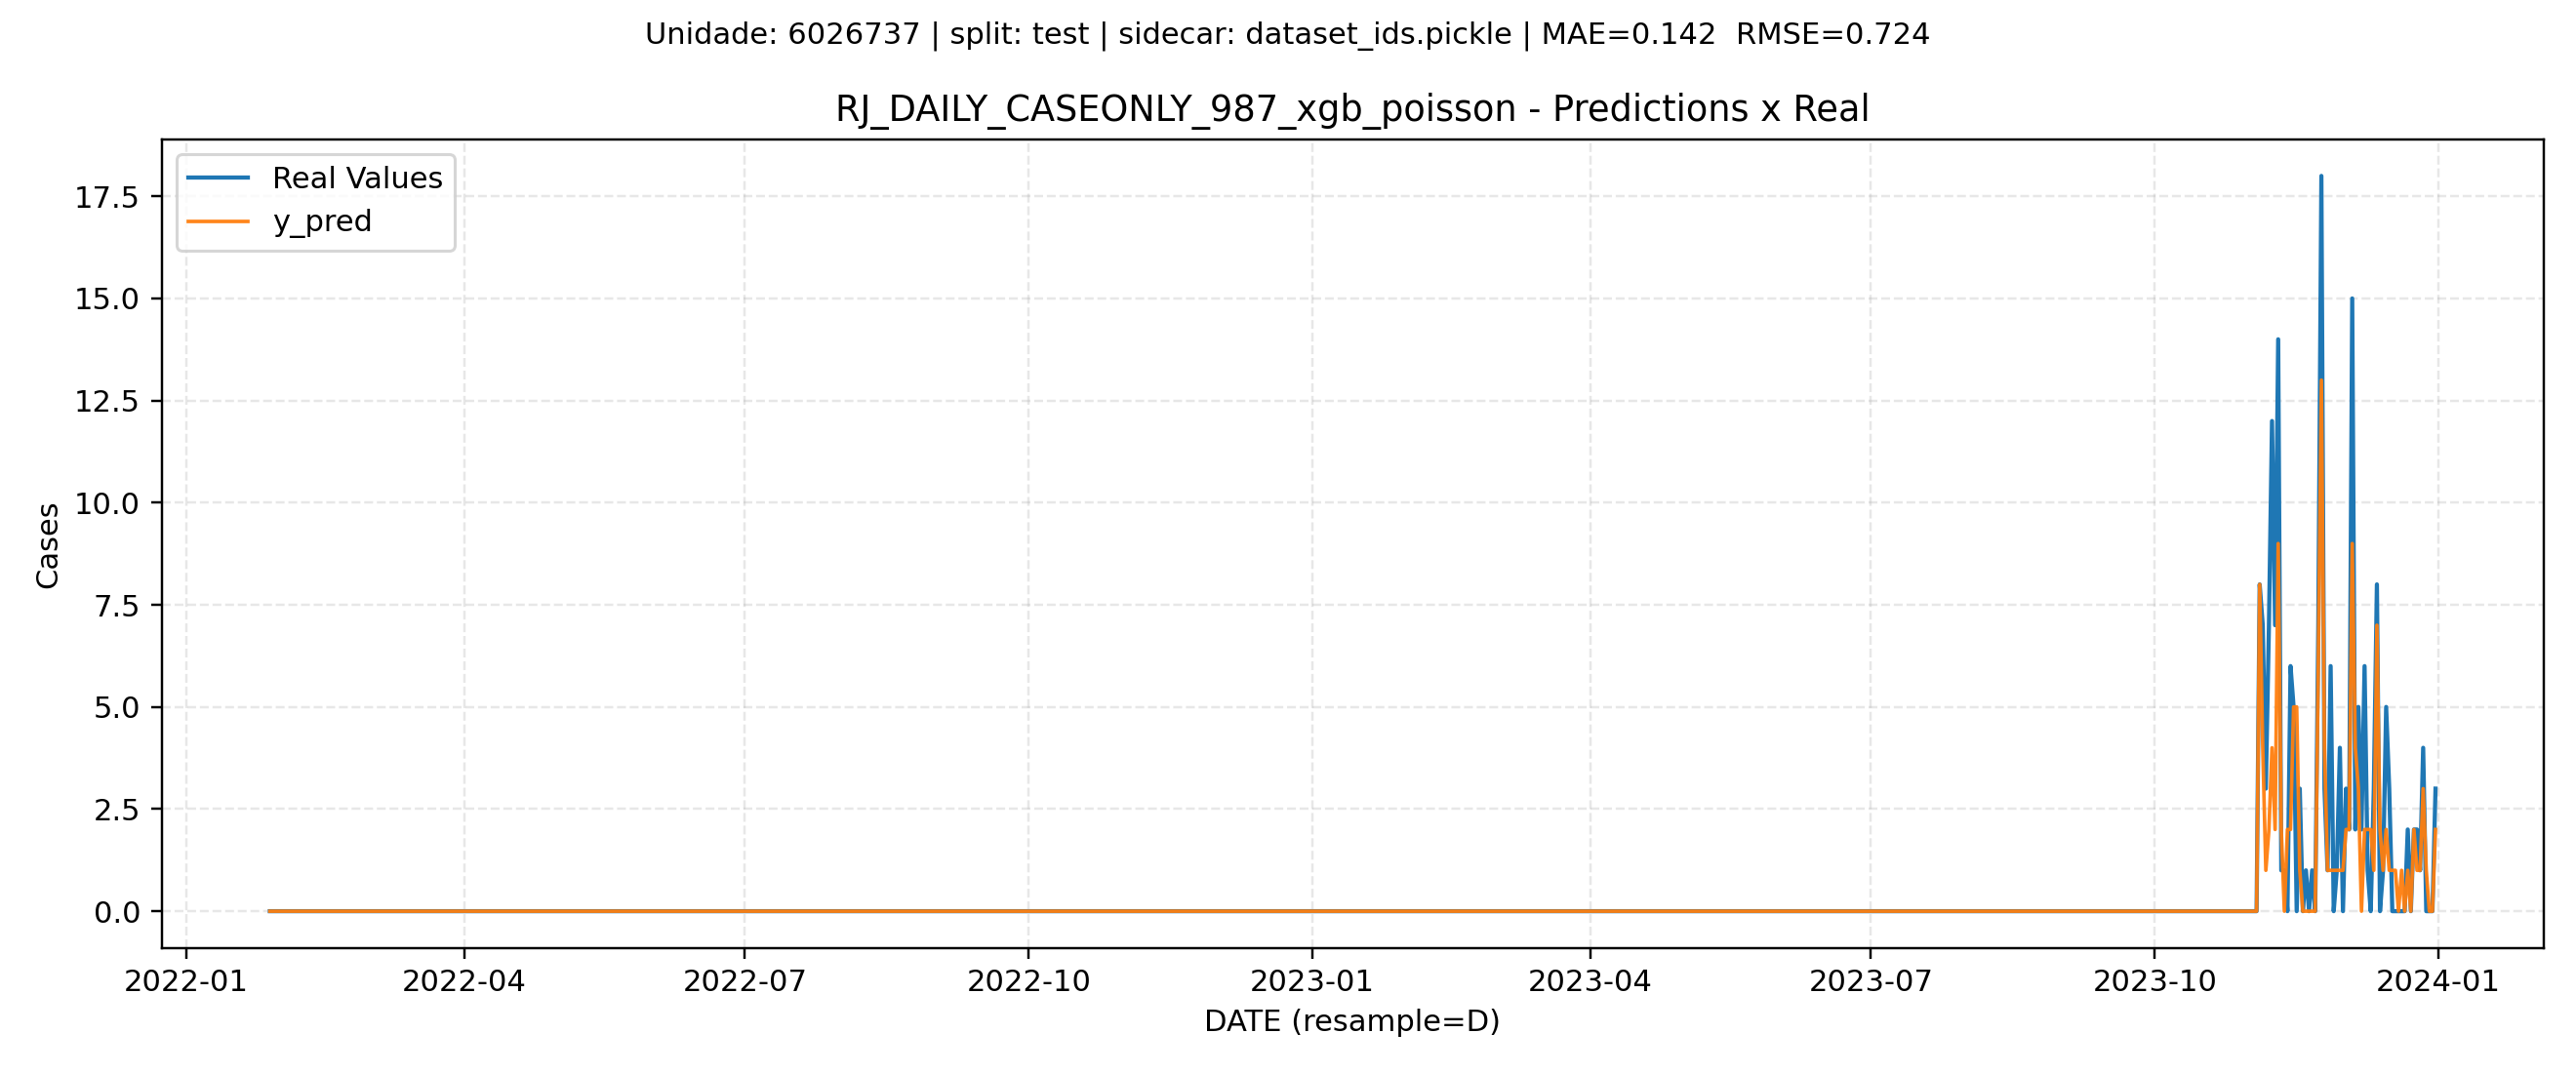 Unidade: 6026737 | split: test | sidecar: dataset_ids.pickle | MAE=0.142  RMSE=0.724
RJ_DAILY_CASEONLY_987_xgb_poisson - Predictions x Real
Real Values
y_pred
17.5
15.0
12.5
10.0
7.5
5.0
2.5
0.0
Cases
2022-01 2022-04 2022-07 2022-10 2023-01 2023-04 2023-07 2023-10 2024-01
DATE (resample=D)